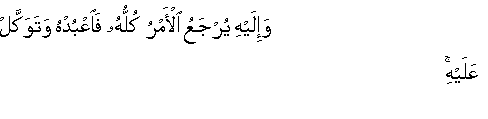 وَإِلَيْهِ يُرْجَعُ ٱلْأَمْرُ كُلُّهُۥ فَٱعْبُدْهُ وَتَوَكَّلْ
عَلَيْهِۚ